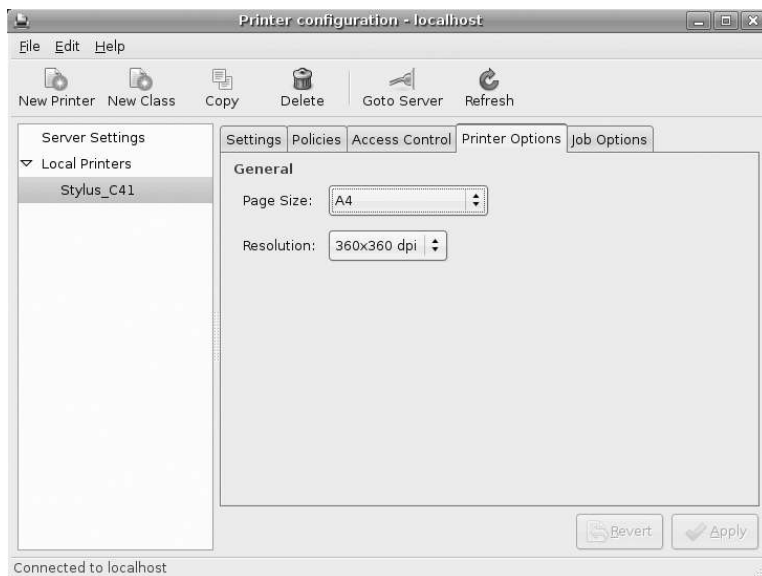 Printer configuration - localhost
File Edit Help
New Printer New Class Copy Delete Goto Server Refresh
Server Settings
Local Printers
Stylus_C41
Settings Policies Access Control Printer Options Job Options
General
Page Size: A4
Resolution: 360x360 dpi
Revert Apply
Connected to localhost